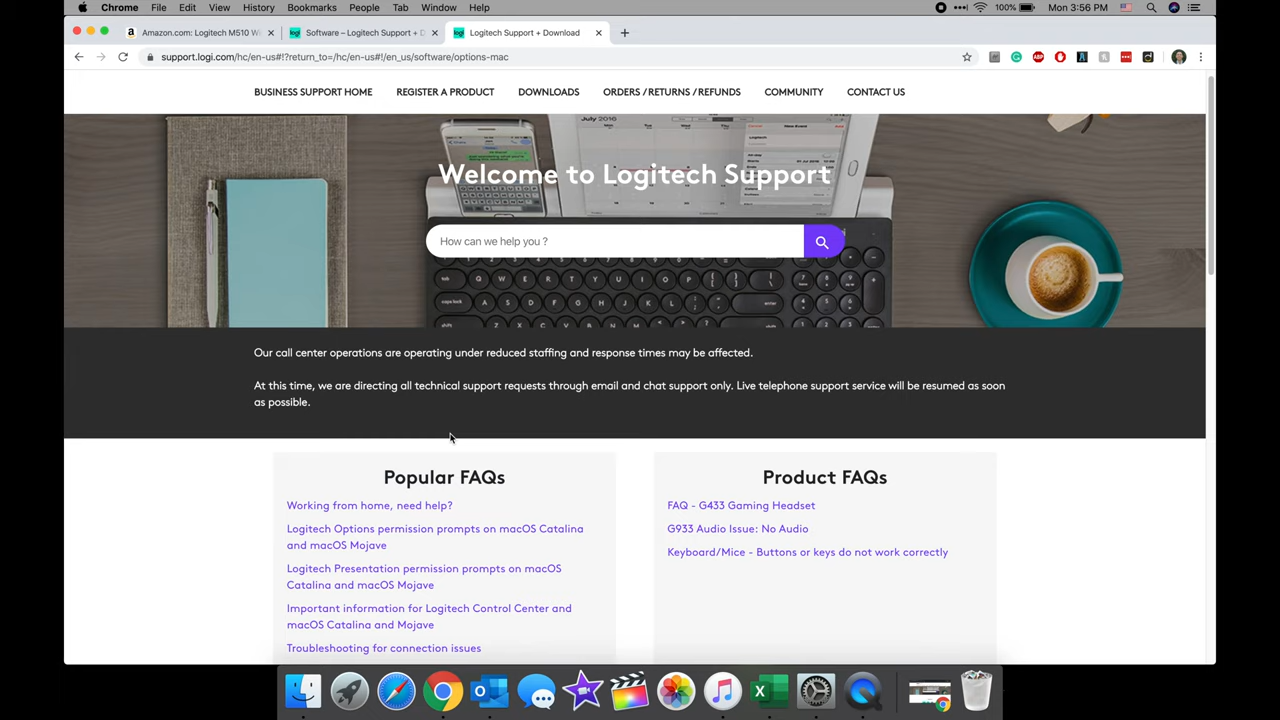 Chrome File Edit View History Bookmarks People Tab Window Help 100% Mon 3:56 PM
Amazon.com: Logitech M510 W
Software – Logitech Support + D
Logitech Support + Download
support.logi.com/hc/en-us#!?return_to=/hc/en-us#!/en_us/software/options-mac
BUSINESS SUPPORT HOME REGISTER A PRODUCT DOWNLOADS ORDERS / RETURNS / REFUNDS COMMUNITY CONTACT US
July 2016
Welcome to Logitech Support
How can we help you ?
Our call center operations are operating under reduced staffing and response times may be affected.
At this time, we are directing all technical support requests through email and chat support only. Live telephone support service will be resumed as soon
as possible.
Popular FAQs
Working from home, need help?
Logitech Options permission prompts on macOS Catalina
and macOS Mojave
Logitech Presentation permission prompts on macOS
Catalina and macOS Mojave
Important information for Logitech Control Center and
macOS Catalina and Mojave
Troubleshooting for connection issues
Product FAQs
FAQ - G433 Gaming Headset
G933 Audio Issue: No Audio
Keyboard/Mice - Buttons or keys do not work correctly